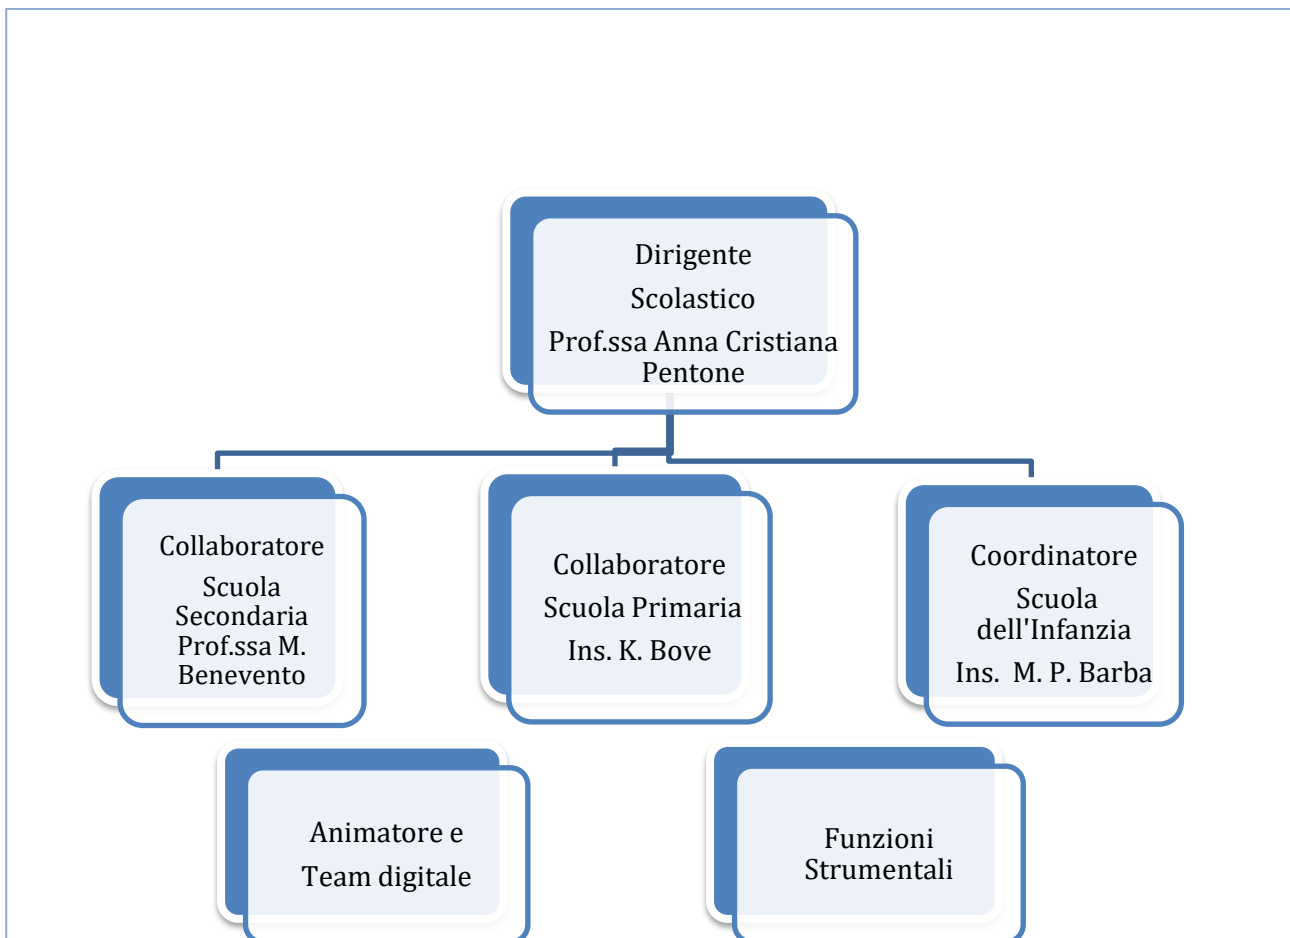 Dirigente
Scolastico
Prof.ssa Anna Cristiana
Pentone
Collaboratore
Scuola
Secondaria
Prof.ssa M.
Benevento
Collaboratore
Scuola Primaria
Ins. K. Bove
Coordinatore
Scuola
dell'Infanzia
Ins.  M. P. Barba
Animatore e
Team digitale
Funzioni
Strumentali